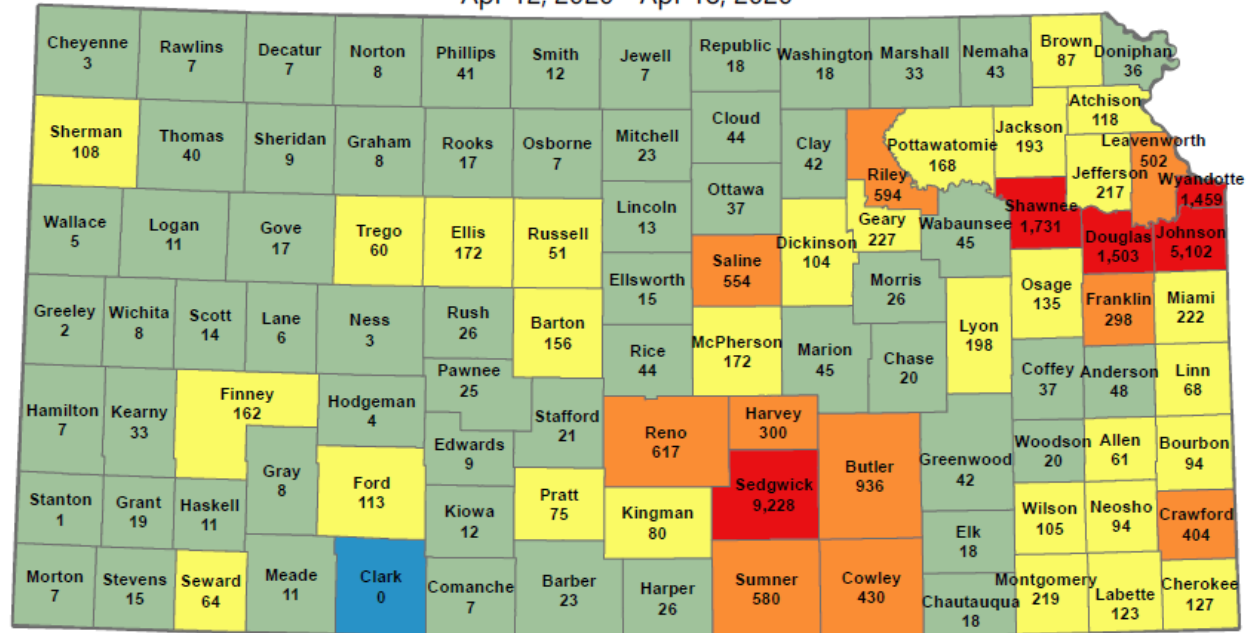 Cheyenne
3
Rawlins
7
Decatur
7
Norton
8
Phillips
41
Smith
12
Jewell
7
Republic
18
Washington
18
Marshall
33
Nemaha
43
Brown
87
Doniphan
36
Sherman
108
Thomas
40
Sheridan
9
Graham
8
Rooks
17
Osborne
7
Mitchell
23
Cloud
44
Clay
42
Riley
594
Pottawatomie
168
Jackson
193
Atchison
118
Jefferson
217
Leavenworth
502
Wyandotte
1,459
Ottawa
37
Wallace
5
Logan
11
Gove
17
Trego
60
Ellis
172
Russell
51
Lincoln
13
Saline
554
Dickinson
104
Geary
227
Wabaunsee
45
Shawnee
1,731
Douglas
1,503
Johnson
5,102
Ellsworth
15
Morris
26
Osage
135
Franklin
298
Miami
222
Greeley
2
Wichita
8
Scott
14
Lane
6
Ness
3
Rush
26
Barton
156
Rice
44
McPherson
172
Marion
45
Chase
20
Lyon
198
Coffey
37
Anderson
48
Linn
68
Hamilton
7
Kearny
33
Finney
162
Hodgeman
4
Pawnee
25
Stafford
21
Edwards
9
Reno
617
Harvey
300
Butler
936
Greenwood
42
Woodson
20
Allen
61
Bourbon
94
Gray
8
Ford
113
Stanton
1
Grant
19
Haskell
11
Kiowa
12
Pratt
75
Kingman
80
Sedgwick
9,228
Elk
18
Wilson
105
Neosho
94
Crawford
404
Morton
7
Stevens
15
Seward
64
Meade
11
Clark
0
Comanche
7
Barber
23
Harper
26
Sumner
580
Cowley
430
Chautauqua
18
Montgomery
219
Labette
123
Cherokee
127